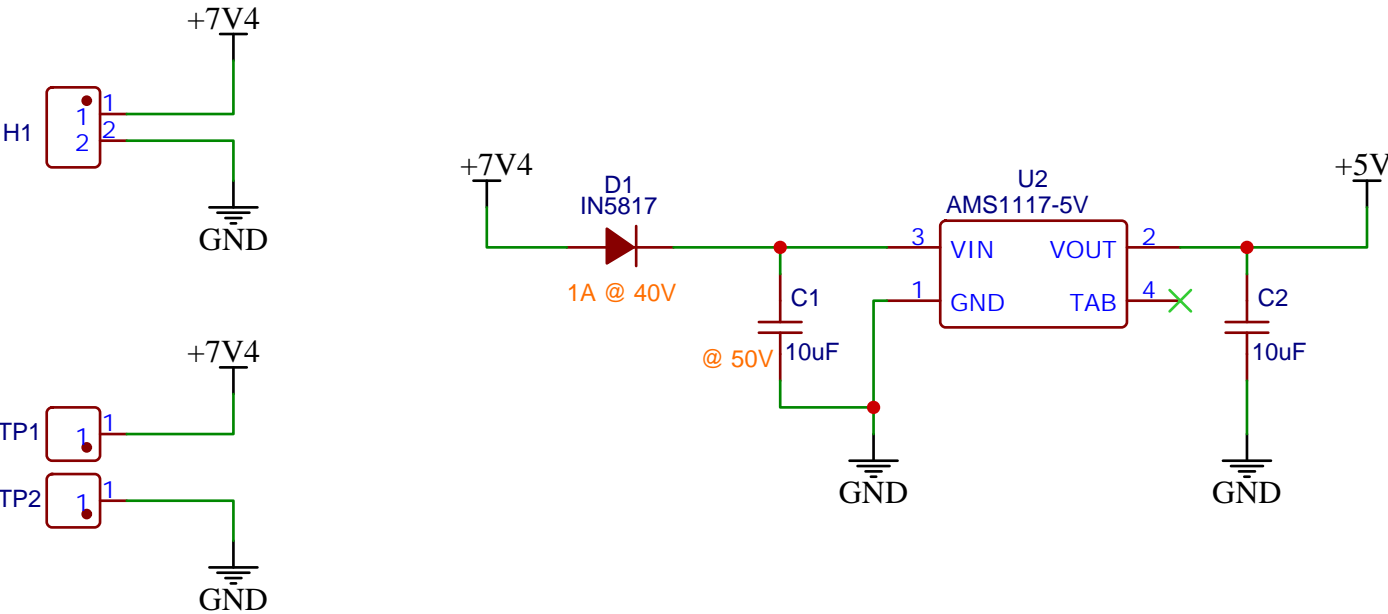 +7V4
H1
1
1
2
2
GND
+7V4
TP1
1
1
TP2
1
1
GND
+7V4
D1
IN5817
1A @ 40V
C1
10uF
@ 50V
GND
U2
AMS1117-5V
3
VIN
VOUT
2
1
GND
TAB
4
+5V
C2
10uF
GND